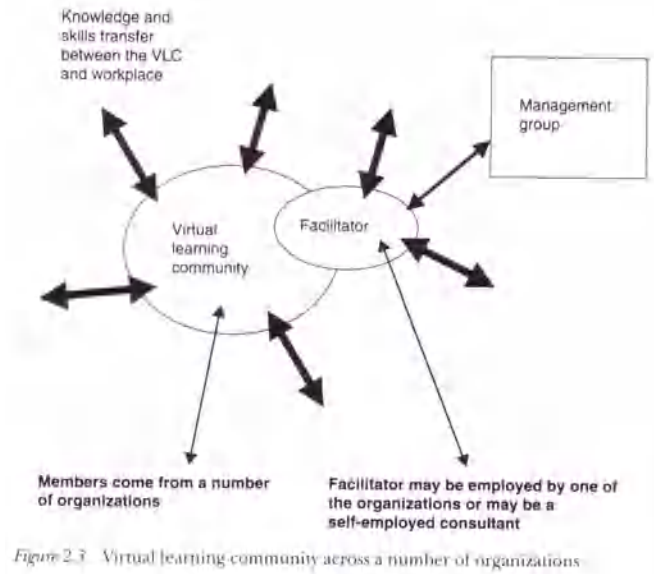 Knowledge and
skills transfer
between the VLC
and workplace
Management
group
Virtual
learning
community
Facilitator
Members come from a number
of organizations
Facilitator may be employed by one of
the organizations or may be a
self-employed consultant
Figure 2.3 Virtual learning community across a number of organizations